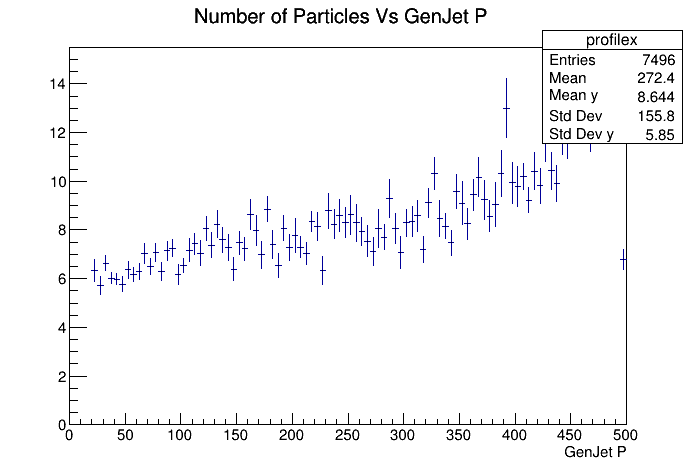 Number of Particles Vs GenJet P
profilex
Entries 7496
Mean 272.4
Mean y 8.644
Std Dev 155.8
Std Dev y 5.85
14
12
10
8
6
4
2
0
0 50 100 150 200 250 300 350 400 450 500
GenJet P